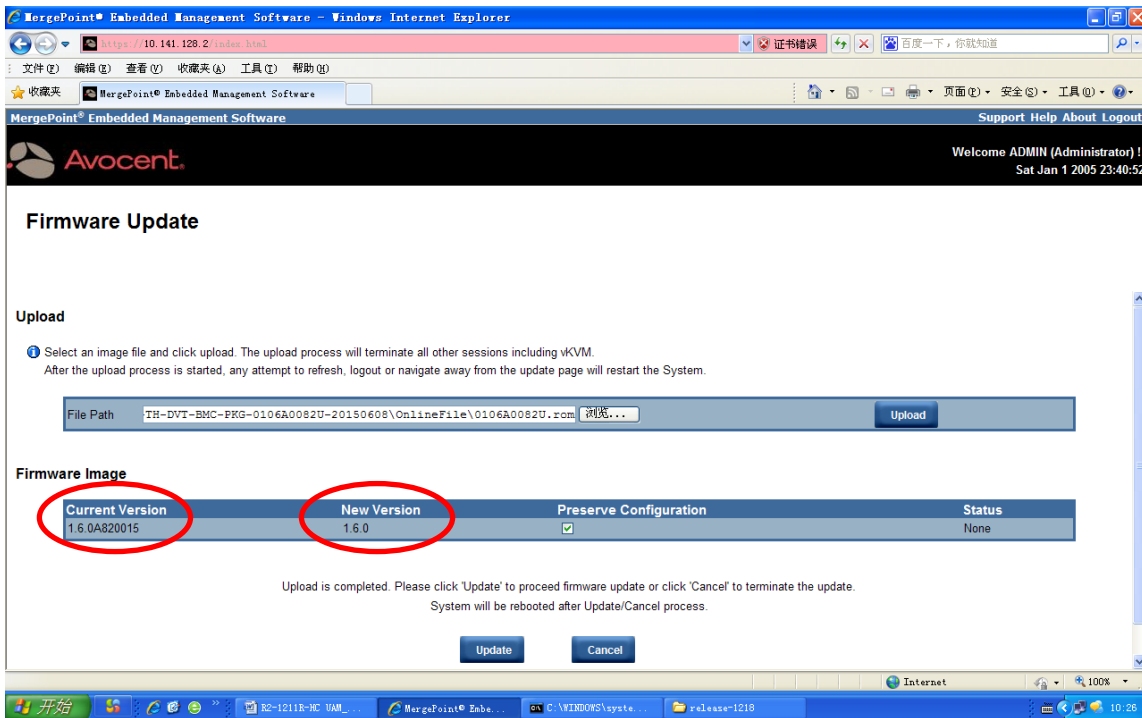 MergePoint® Embedded Management Software - Windows Internet Explorer
https://10.141.128.2/index.html
证书错误
百度一下，你就知道
文件(F) 编辑(E) 查看(V) 收藏夹(A) 工具(T) 帮助(H)
收藏夹
MergePoint® Embedded Management Software
页面(P) 安全(S) 工具(O)
MergePoint® Embedded Management Software
Support Help About Logout
Avocent.
Welcome ADMIN (Administrator) !
Sat Jan 1 2005 23:40:52
Firmware Update
Upload
Select an image file and click upload. The upload process will terminate all other sessions including vKVM.
After the upload process is started, any attempt to refresh, logout or navigate away from the update page will restart the System.
File Path TH-DVT-BMC-PKG-0106A0082U-20150608\OnlineFile\0106A0082U.rom 浏览... Upload
Firmware Image
Current Version New Version Preserve Configuration Status
1.6.0A820015 1.6.0 None
Upload is completed. Please click 'Update' to proceed firmware update or click 'Cancel' to terminate the update.
System will be rebooted after Update/Cancel process.
Update Cancel
Internet 100%
开始 R2-1211R-HC UAM_... MergePoint® Embe... C:\WINDOWS\syste... release-1218 10:26